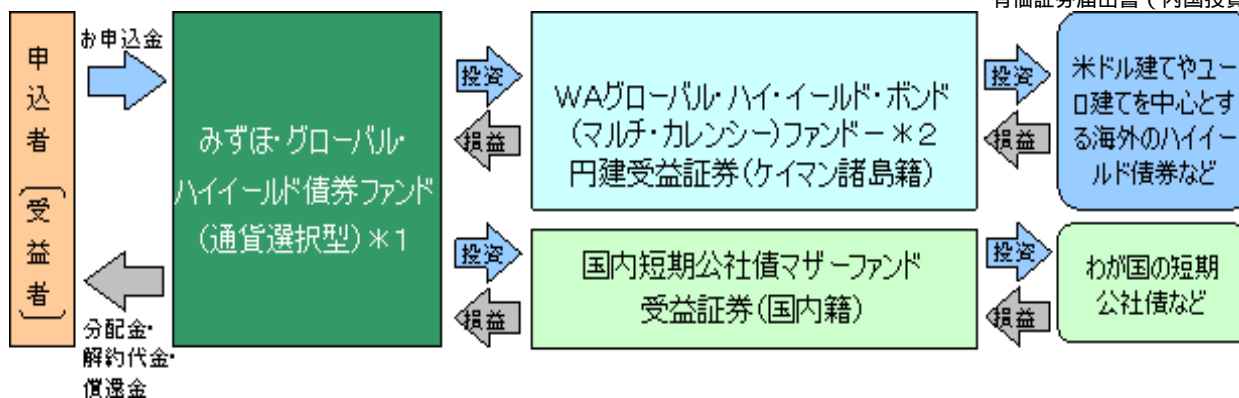 有価証券届出書(内国投資
申
込
者
(受
益
者)
お申込金
分配金・
解約代金・
償還金
みずほ・グローバル・
ハイイールド債券ファンド
(通貨選択型)＊1
投資
損益
WAグローバル・ハイ・イールド・ボンド
(マルチ・カレンシー)ファンド－＊2
円建受益証券(ケイマン諸島籍)
投資
損益
米ドル建てやユー
ロ建てを中心とす
る海外のハイイー
ルド債券など
投資
損益
国内短期公社債マザーファンド
受益証券(国内籍)
投資
損益
わが国の短期
公社債など